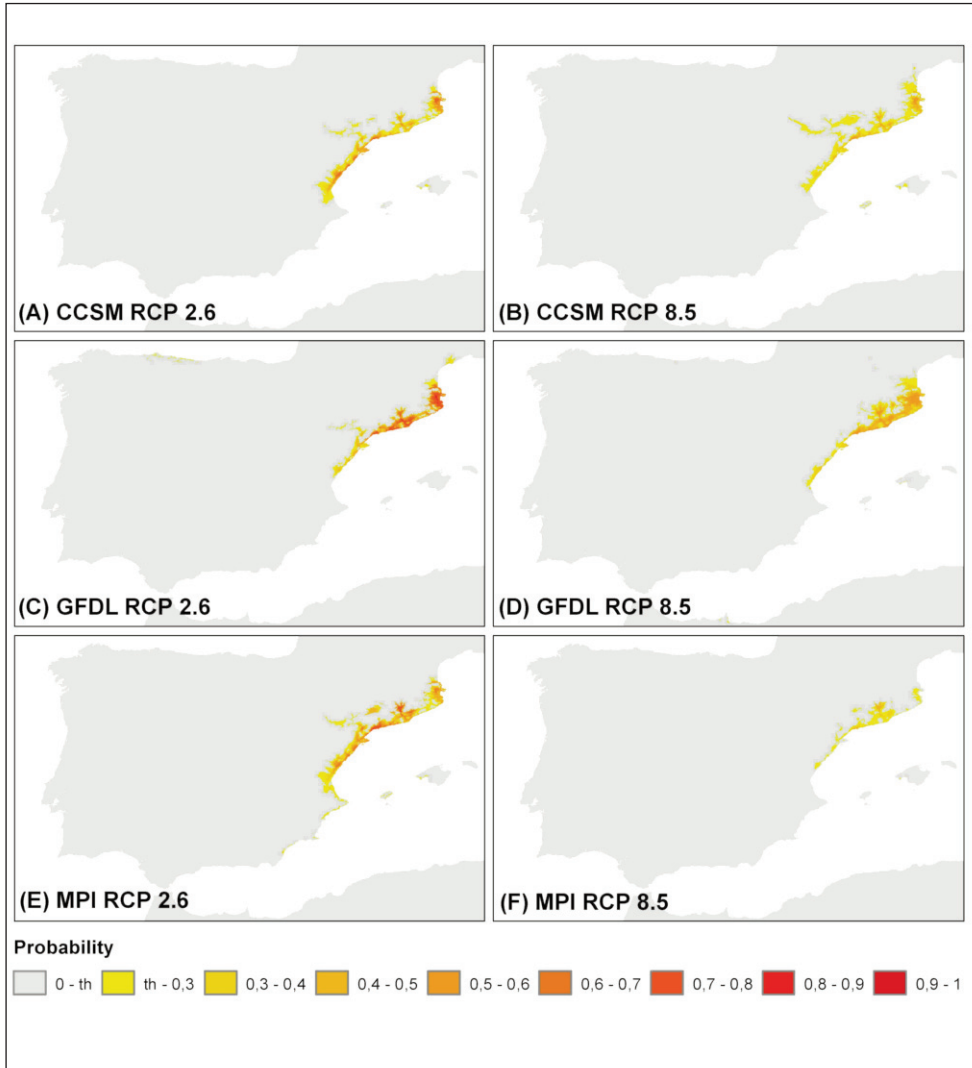 (A) CCSM RCP 2.6
(B) CCSM RCP 8.5
(C) GFDL RCP 2.6
(D) GFDL RCP 8.5
(E) MPI RCP 2.6
(F) MPI RCP 8.5
Probability
0 - th th - 0,3 0,3 - 0,4 0,4 - 0,5 0,5 - 0,6 0,6 - 0,7 0,7 - 0,8 0,8 - 0,9 0,9 - 1